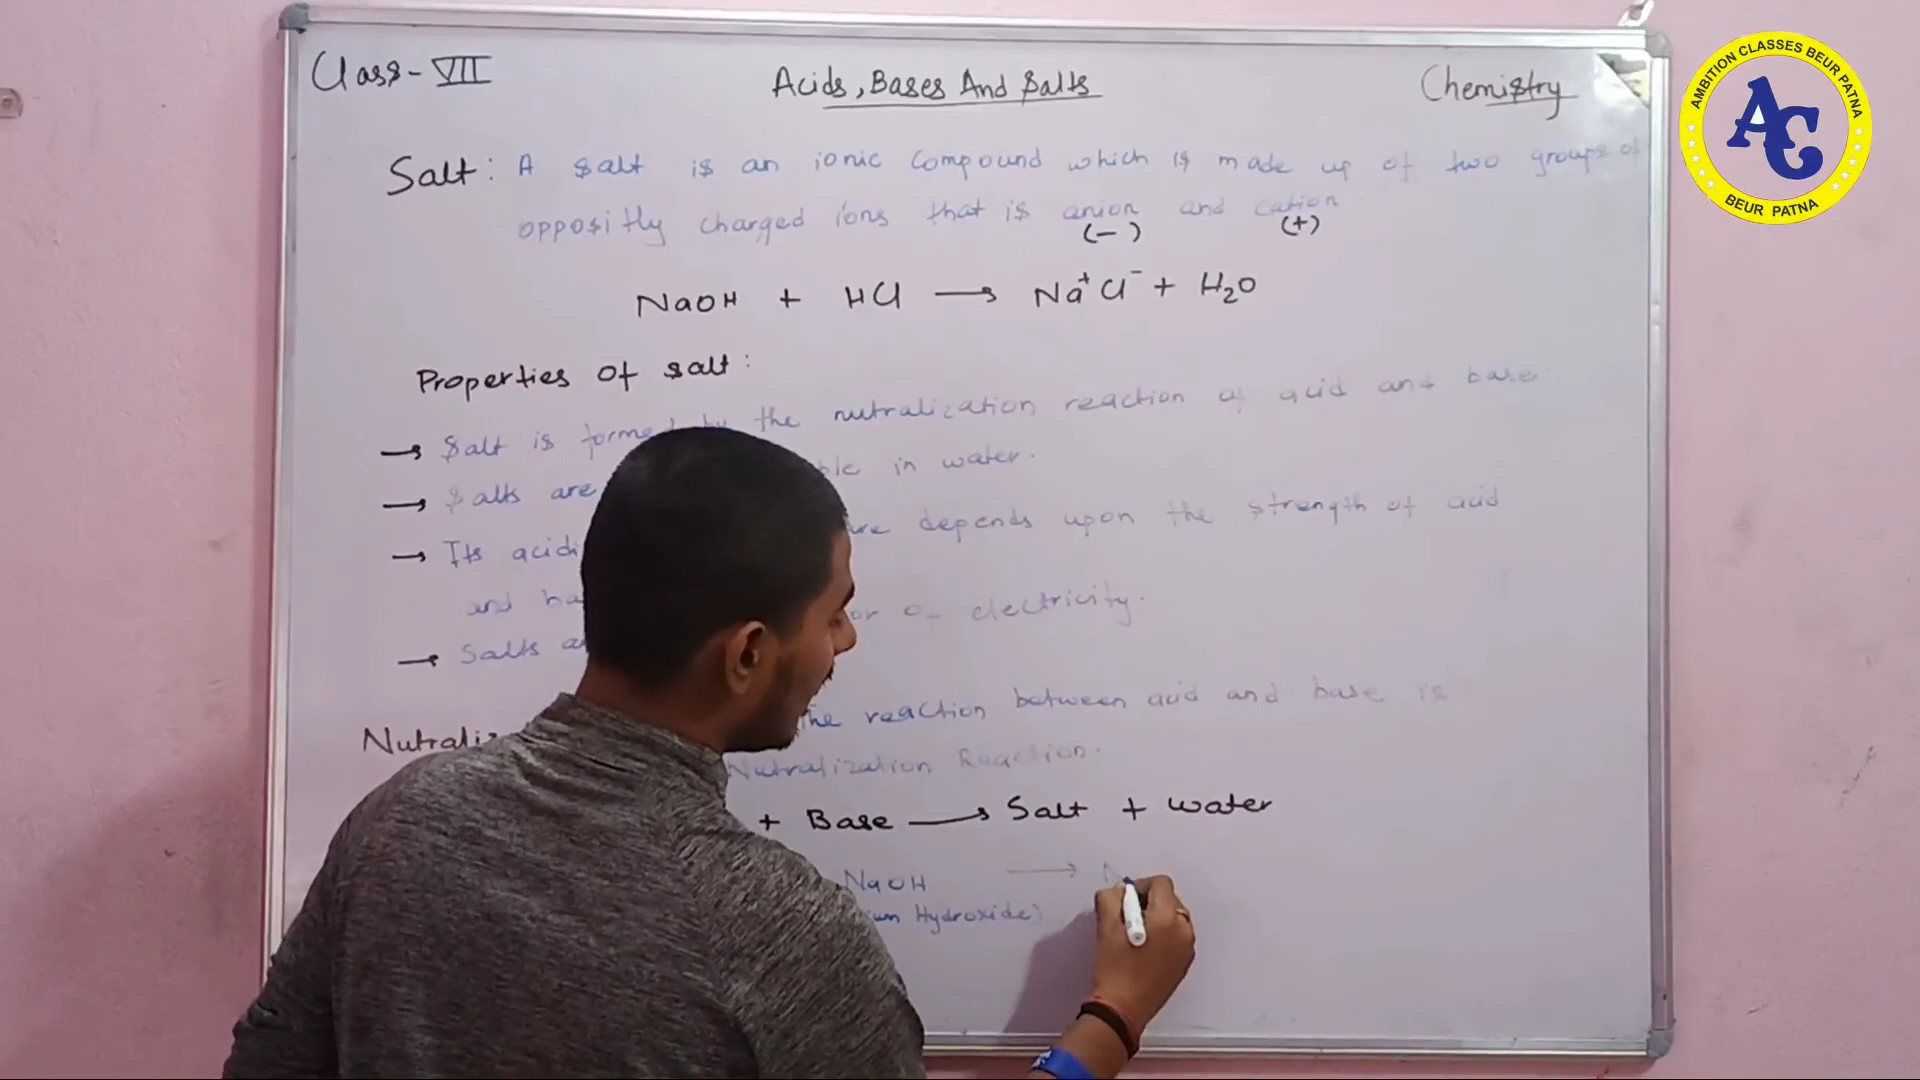 Class-VII
Acids, Bases And Salts
Chemistry
AMBITION CLASSES BEUR PATNA
AC
BEUR PATNA
Salt: A salt is an ionic compound which is made up of two groups of
oppositly charged ions that is anion and cation
(-) (+)
NaOH + HCl → Na⁺Cl⁻ + H₂O
Properties of salt:
→ Salt is formed by the nutralization reaction of acid and base
→ Salts are in water.
→ Its depends upon the strength of acid
and of electricity.
→ Salts
The reaction between acid and base is
Nutralization Reaction.
+ Base → Salt + water
NaOH →
Hydroxide)